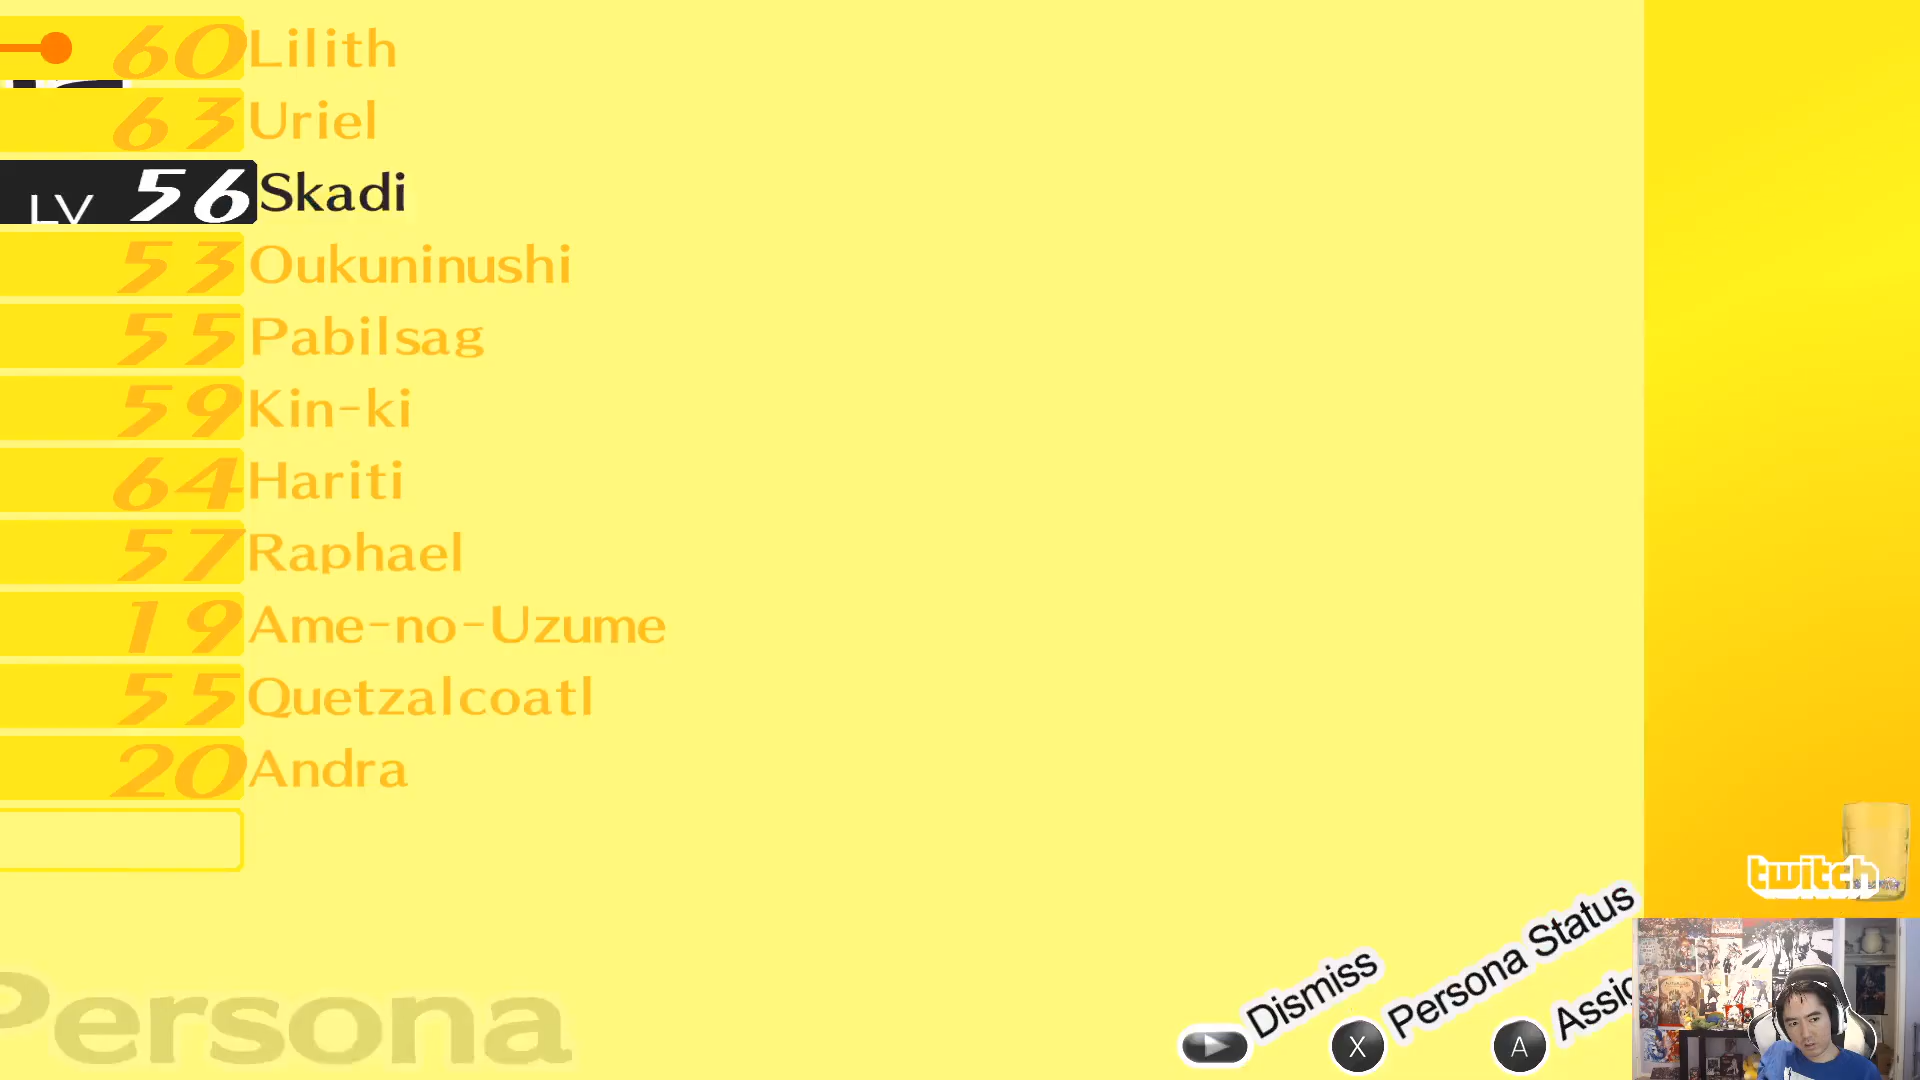 60 Lilith
63 Uriel
LV 56 Skadi
53 Oukuninushi
55 Pabilsag
59 Kin-ki
64 Hariti
57 Raphael
19 Ame-no-Uzume
55 Quetzalcoatl
20 Andra
twitch
Persona
Dismiss
X Persona Status
A Assig